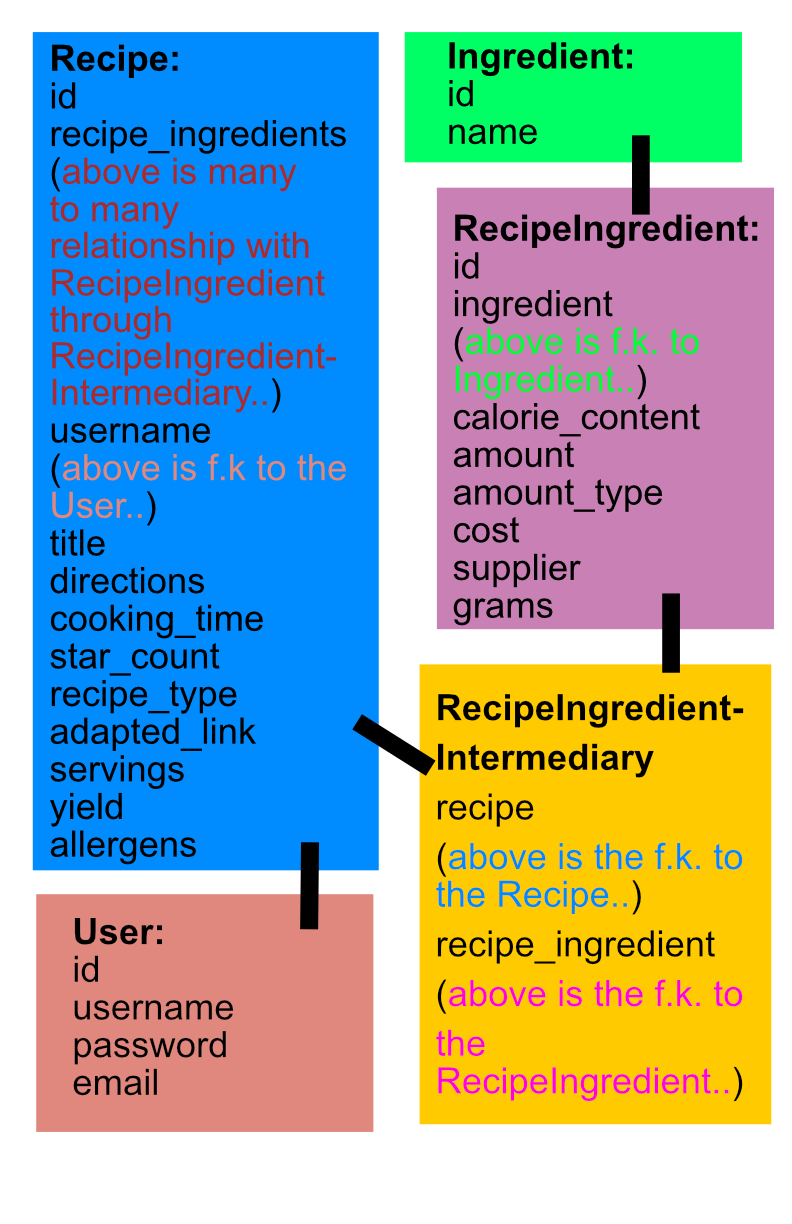 Recipe:
id
recipe_ingredients
(above is many
to many
relationship with
RecipeIngredient
through
RecipeIngredient-
Intermediary..)
username
(above is f.k to the
User..)
title
directions
cooking_time
star_count
recipe_type
adapted_link
servings
yield
allergens
Ingredient:
id
name
RecipeIngredient:
id
ingredient
(above is f.k. to
Ingredient..)
calorie_content
amount
amount_type
cost
supplier
grams
RecipeIngredient-
Intermediary
recipe
(above is the f.k. to
the Recipe..)
recipe_ingredient
(above is the f.k. to
the
RecipeIngredient..)
User:
id
username
password
email